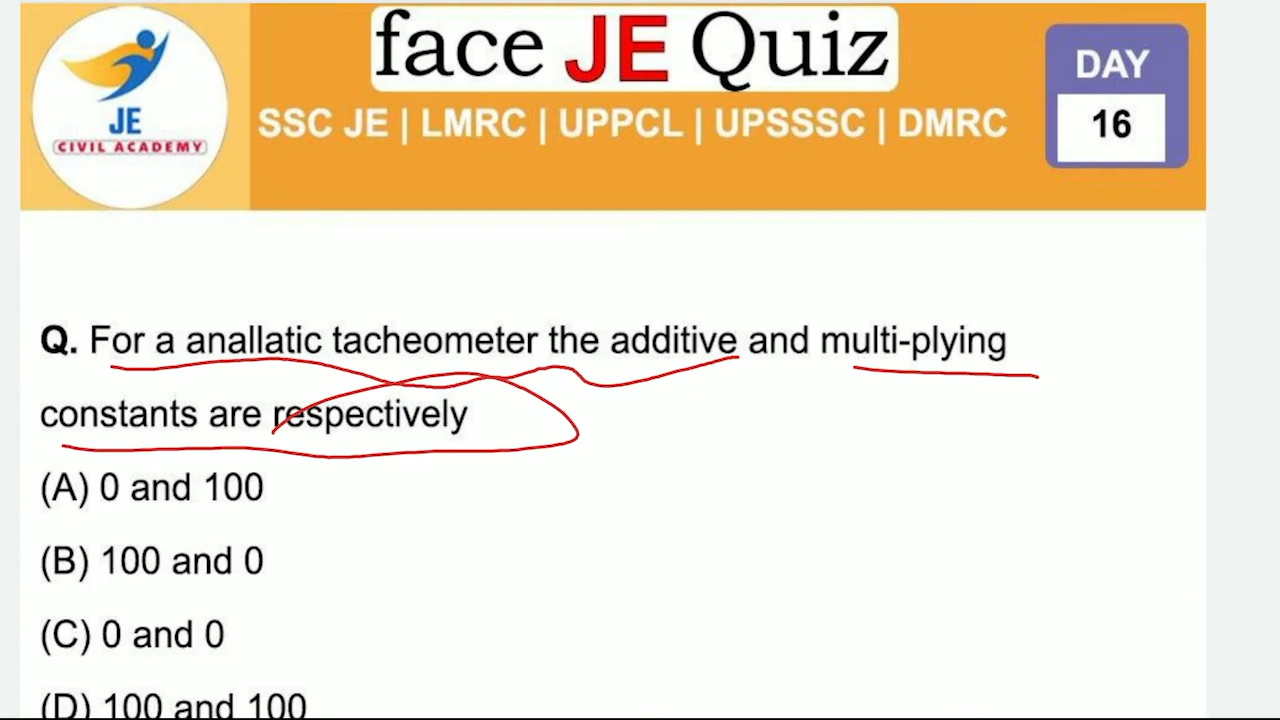 face JE Quiz
DAY
16
JE
CIVIL ACADEMY
SSC JE | LMRC | UPPCL | UPSSSC | DMRC
Q. For a anallatic tacheometer the additive and multi-plying
constants are respectively
(A) 0 and 100
(B) 100 and 0
(C) 0 and 0
(D) 100 and 100